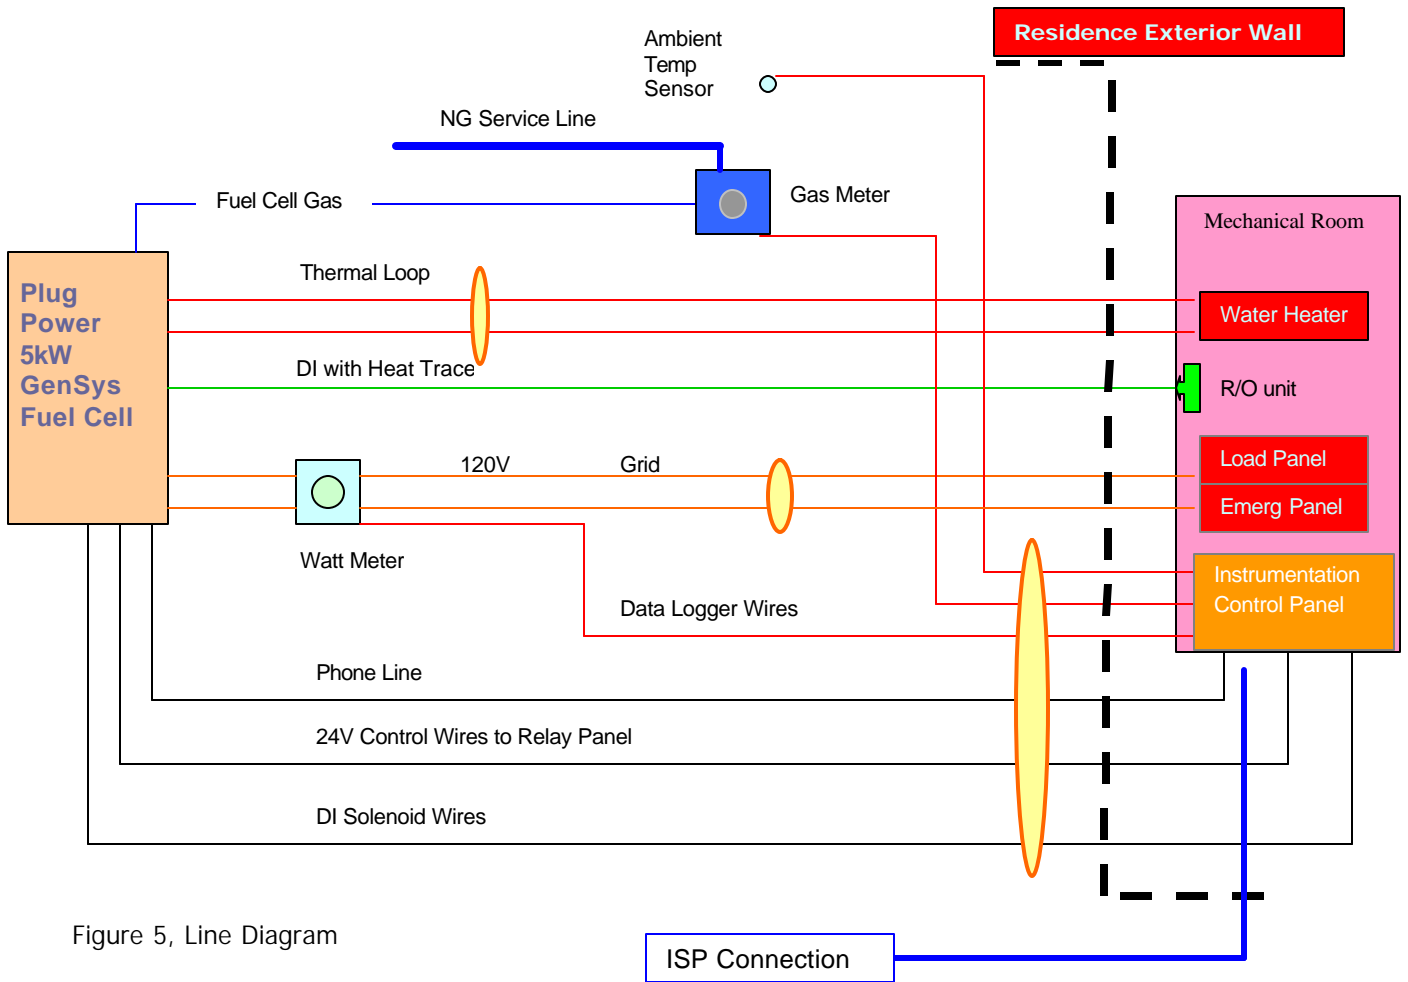 Residence Exterior Wall
Ambient
Temp
Sensor
NG Service Line
Fuel Cell Gas
Gas Meter
Mechanical Room
Thermal Loop
Plug
Power
5kW
GenSys
Fuel Cell
Water Heater
DI with Heat Trace
R/O unit
120V
Grid
Load Panel
Emerg Panel
Watt Meter
Instrumentation
Control Panel
Data Logger Wires
Phone Line
24V Control Wires to Relay Panel
DI Solenoid Wires
Figure 5, Line Diagram
ISP Connection